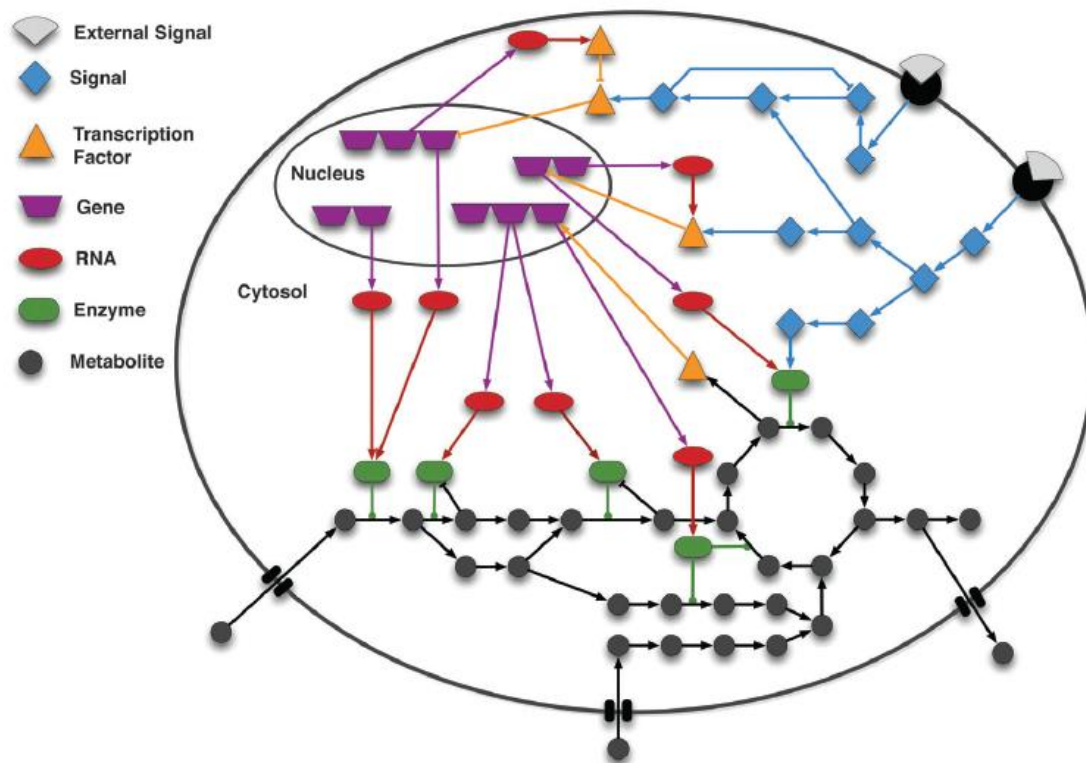 External Signal
Signal
Transcription
Factor
Gene
RNA
Enzyme
Metabolite
Nucleus
Cytosol